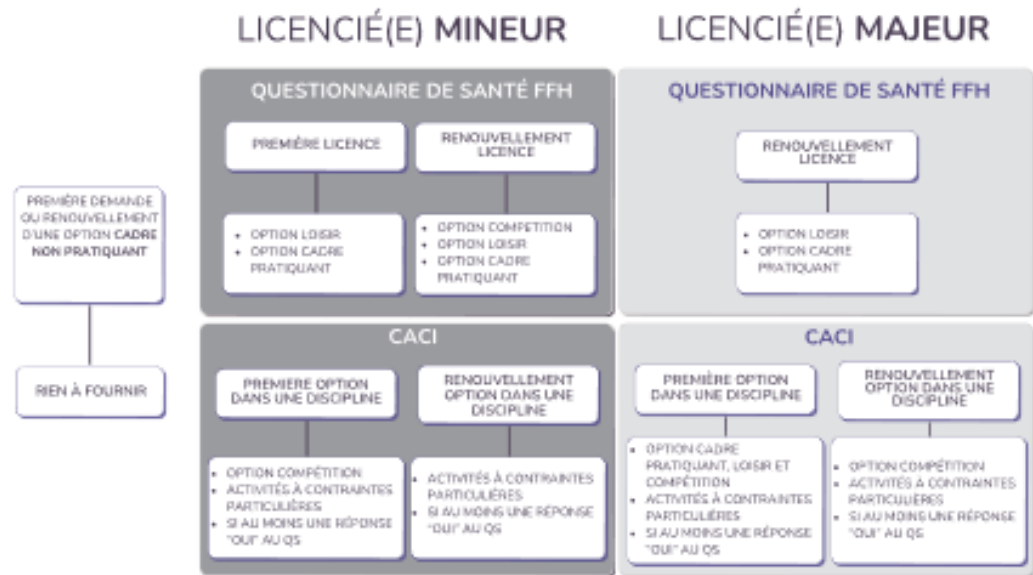 LICENCIÉ(E) MINEUR
LICENCIÉ(E) MAJEUR
PREMIÈRE DEMANDE
OU RENOUVELLEMENT
D'UNE OPTION CADRE
NON PRATIQUANT
RIEN À FOURNIR
QUESTIONNAIRE DE SANTÉ FFH
PREMIÈRE LICENCE
• OPTION LOISIR
• OPTION CADRE
PRATIQUANT
RENOUVELLEMENT
LICENCE
• OPTION COMPETITION
• OPTION LOISIR
• OPTION CADRE
PRATIQUANT
QUESTIONNAIRE DE SANTÉ FFH
RENOUVELLEMENT
LICENCE
• OPTION LOISIR
• OPTION CADRE
PRATIQUANT
CACI
PREMIERE OPTION
DANS UNE DISCIPLINE
• OPTION COMPÉTITION
• ACTIVITÉS À CONTRAINTES
PARTICULIÈRES
• SI AU MOINS UNE RÉPONSE
"OUI" AU QS
RENOUVELLEMENT
OPTION DANS UNE
DISCIPLINE
• ACTIVITÉS À CONTRAINTES
PARTICULIÈRES
• SI AU MOINS UNE RÉPONSE
"OUI" AU QS
CACI
PREMIÈRE OPTION
DANS UNE DISCIPLINE
• OPTION CADRE
PRATIQUANT, LOISIR ET
COMPÉTITION
• ACTIVITÉS À CONTRAINTES
PARTICULIÈRES
• SI AU MOINS UNE RÉPONSE
"OUI" AU QS
RENOUVELLEMENT
OPTION DANS UNE
DISCIPLINE
• OPTION COMPÉTITION
• ACTIVITÉS À CONTRAINTES
PARTICULIÈRES
• SI AU MOINS UNE RÉPONSE
"OUI" AU QS